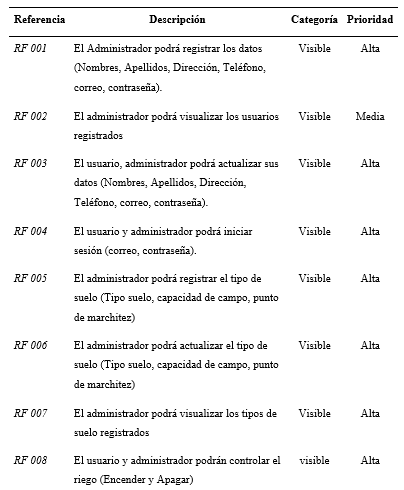 Referencia Descripción Categoría Prioridad
RF 001 El Administrador podrá registrar los datos Visible Alta
(Nombres, Apellidos, Dirección, Teléfono,
correo, contraseña).
RF 002 El administrador podrá visualizar los usuarios Visible Media
registrados
RF 003 El usuario, administrador podrá actualizar sus Visible Alta
datos (Nombres, Apellidos, Dirección,
Teléfono, correo, contraseña).
RF 004 El usuario y administrador podrá iniciar Visible Alta
sesión (correo, contraseña).
RF 005 El administrador podrá registrar el tipo de Visible Alta
suelo (Tipo suelo, capacidad de campo, punto
de marchitez)
RF 006 El administrador podrá actualizar el tipo de Visible Alta
suelo (Tipo suelo, capacidad de campo, punto
de marchitez)
RF 007 El administrador podrá visualizar los tipos de Visible Alta
suelo registrados
RF 008 El usuario y administrador podrán controlar el visible Alta
riego (Encender y Apagar)